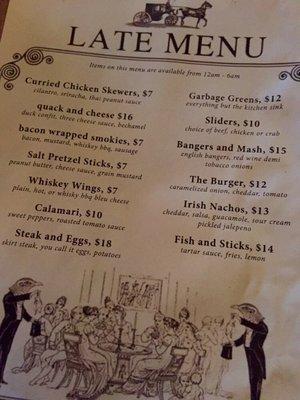 LATE MENU
Items on this menu are available from 12am - 6am
Curried Chicken Skewers, $7
cilantro, sriracha, thai peanut sauce
quack and cheese $16
duck confit, three cheese sauce, bechamel
bacon wrapped smokies, $7
bacon, mustard, whiskey bbq, sausage
Salt Pretzel Sticks, $7
peanut butter, cheese sauce, grain mustard
Whiskey Wings, $7
plain, hot, or whiskey bbq bleu cheese
Calamari, $10
sweet peppers, roasted tomato sauce
Steak and Eggs, $18
skirt steak, you call it eggs, potatoes
Garbage Greens, $12
everything but the kitchen sink
Sliders, $10
choice of beef, chicken or crab
Bangers and Mash, $15
english bangers, red wine demi
tobacco onions
The Burger, $12
caramelized onion, cheddar, tomato
Irish Nachos, $13
cheddar, salsa, guacamole, sour cream
pickled jalepeno
Fish and Sticks, $14
tartar sauce, fries, lemon